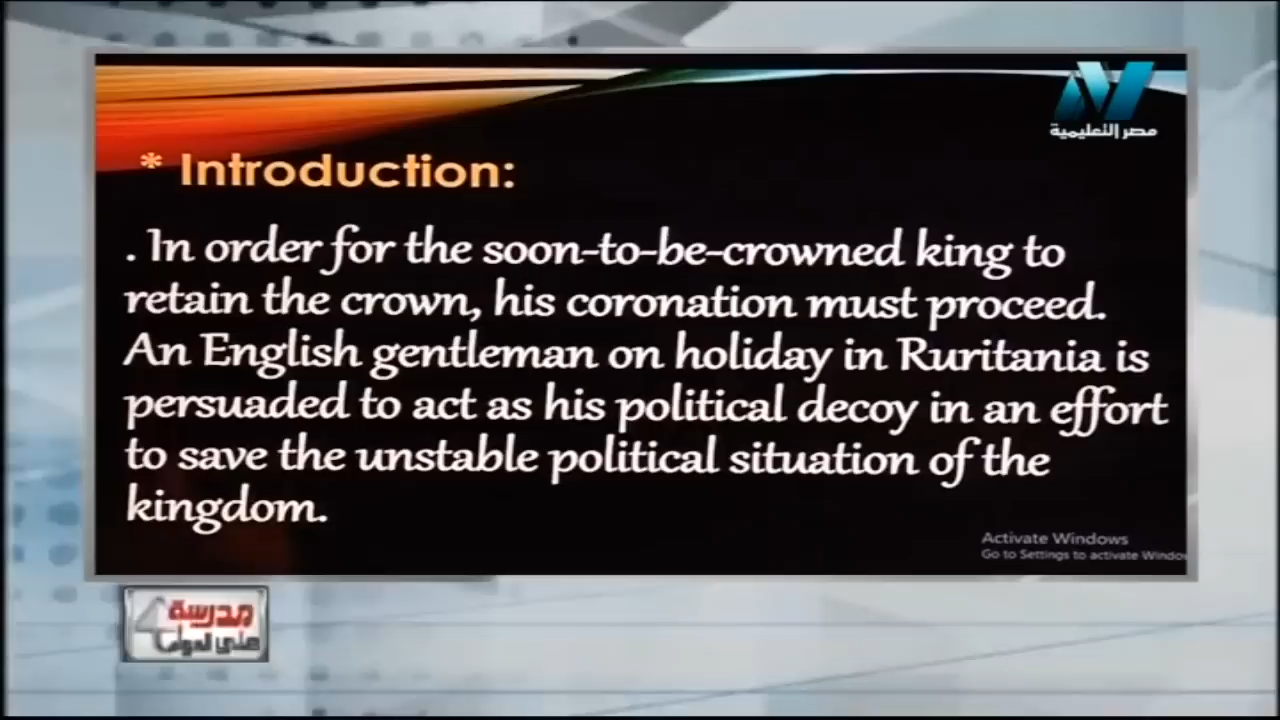 مصر التعليمية
* Introduction:
. In order for the soon-to-be-crowned king to
retain the crown, his coronation must proceed.
An English gentleman on holiday in Ruritania is
persuaded to act as his political decoy in an effort
to save the unstable political situation of the
kingdom.
Activate Windows
Go to Settings to activate Windo
مدرسة
على الهواء